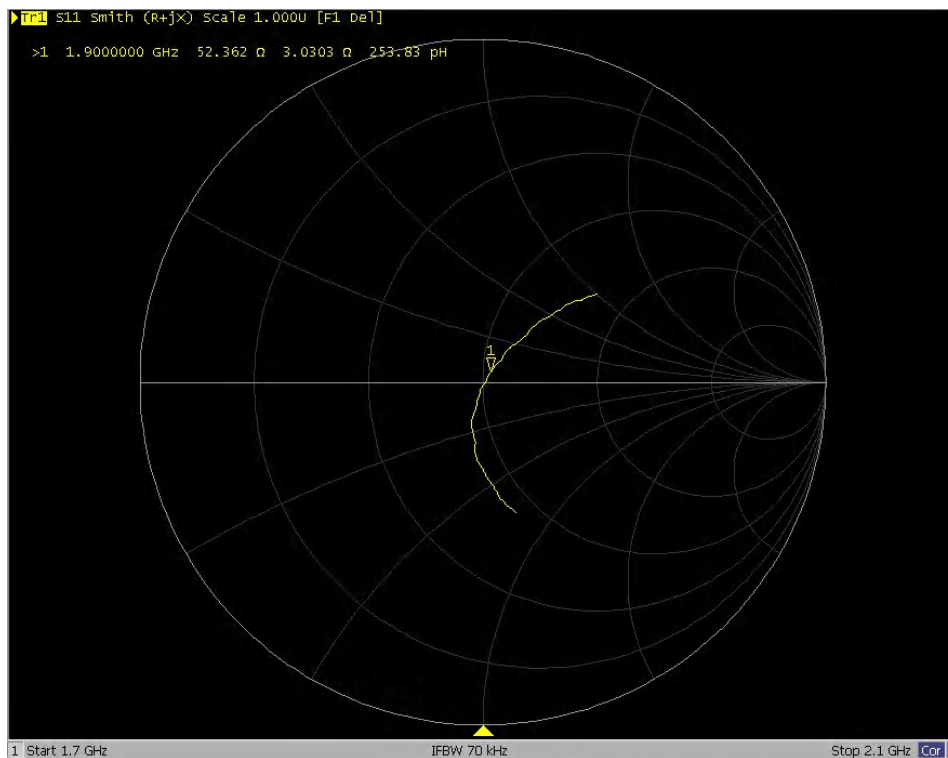 Tr1 S11 Smith (R+jX) Scale 1.000U [F1 Del]
>1 1.9000000 GHz 52.362 Ω 3.0303 Ω 253.83 pH
1
1 Start 1.7 GHz IFBW 70 kHz Stop 2.1 GHz Cor